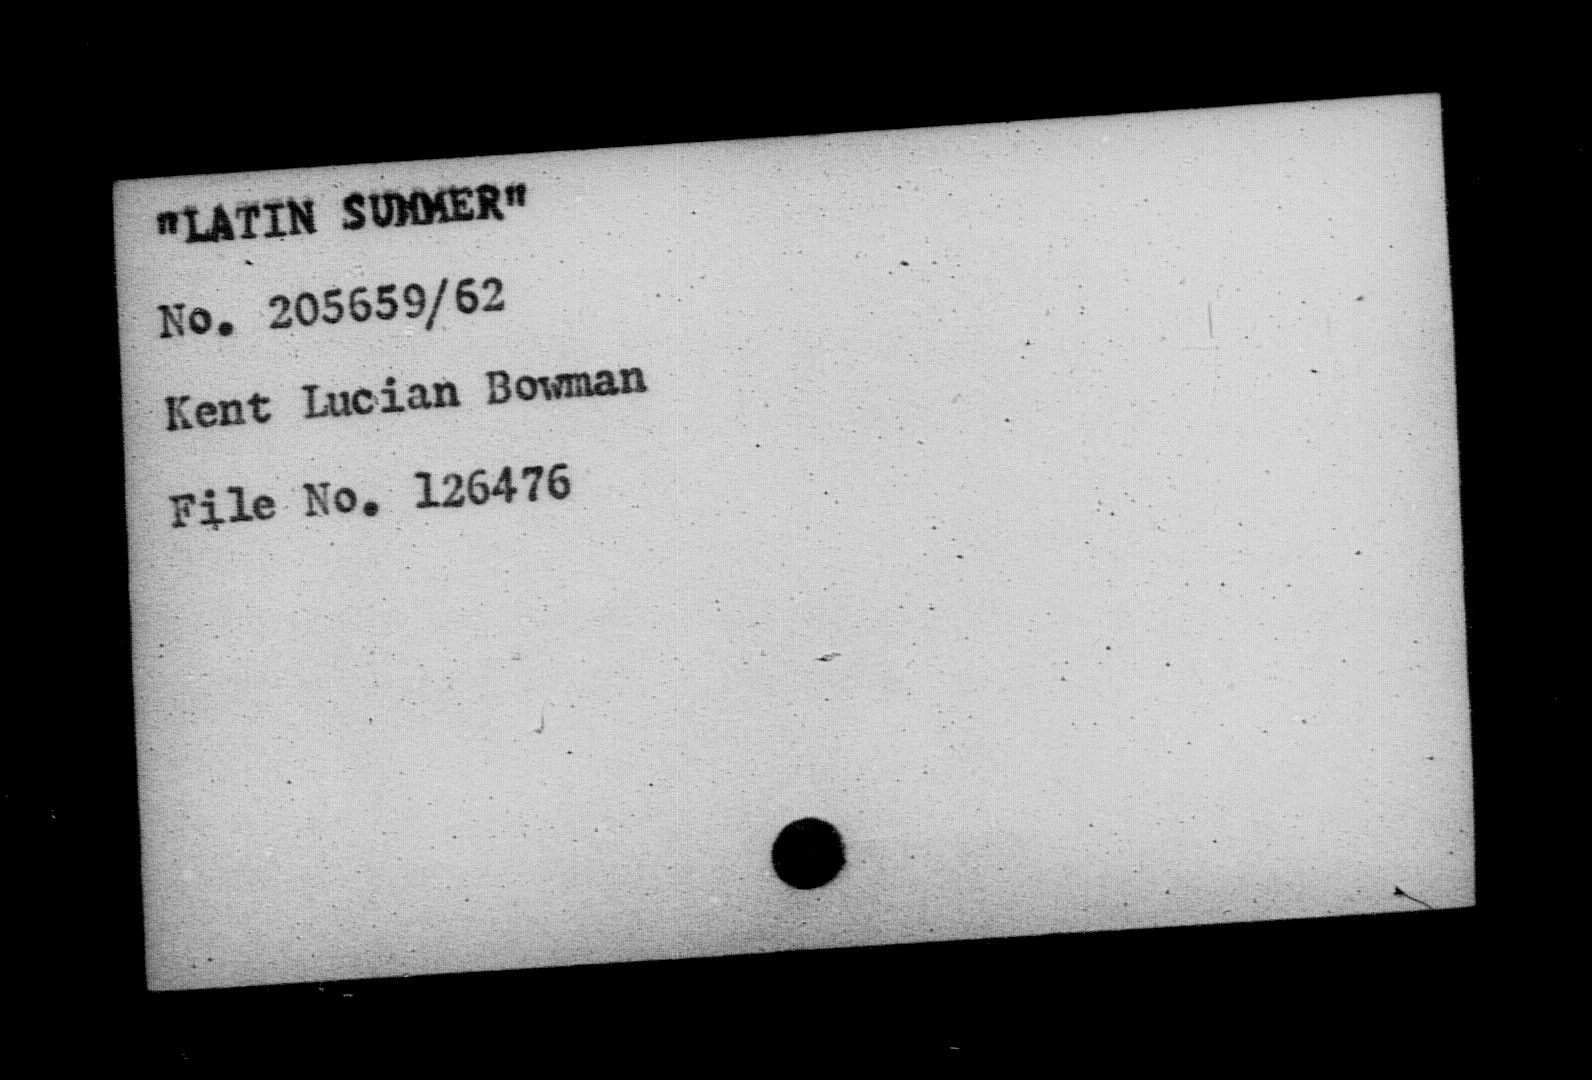 "LATIN SUMMER"
No. 205659/62
Kent Lucian Bowman
File No. 126476